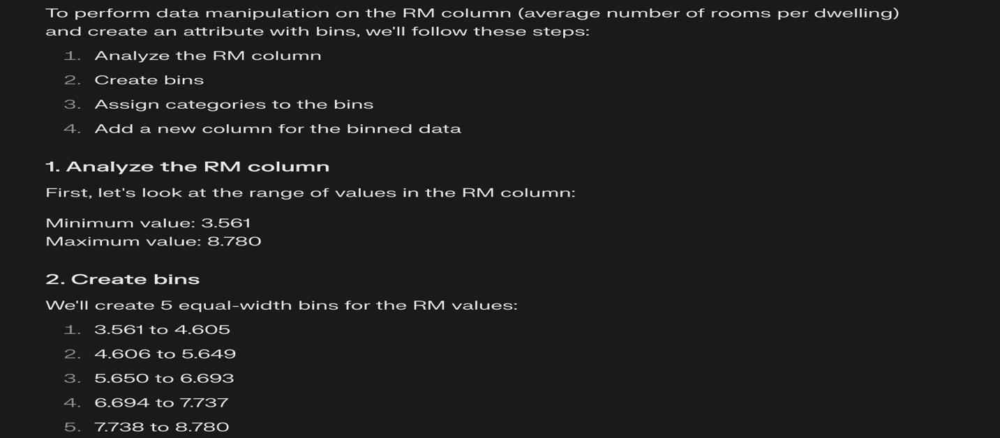 To perform data manipulation on the RM column (average number of rooms per dwelling)
and create an attribute with bins, we'll follow these steps:
1. Analyze the RM column
2. Create bins
3. Assign categories to the bins
4. Add a new column for the binned data
1. Analyze the RM column
First, let's look at the range of values in the RM column:
Minimum value: 3.561
Maximum value: 8.780
2. Create bins
We'll create 5 equal-width bins for the RM values:
1. 3.561 to 4.605
2. 4.606 to 5.649
3. 5.650 to 6.693
4. 6.694 to 7.737
5. 7.738 to 8.780